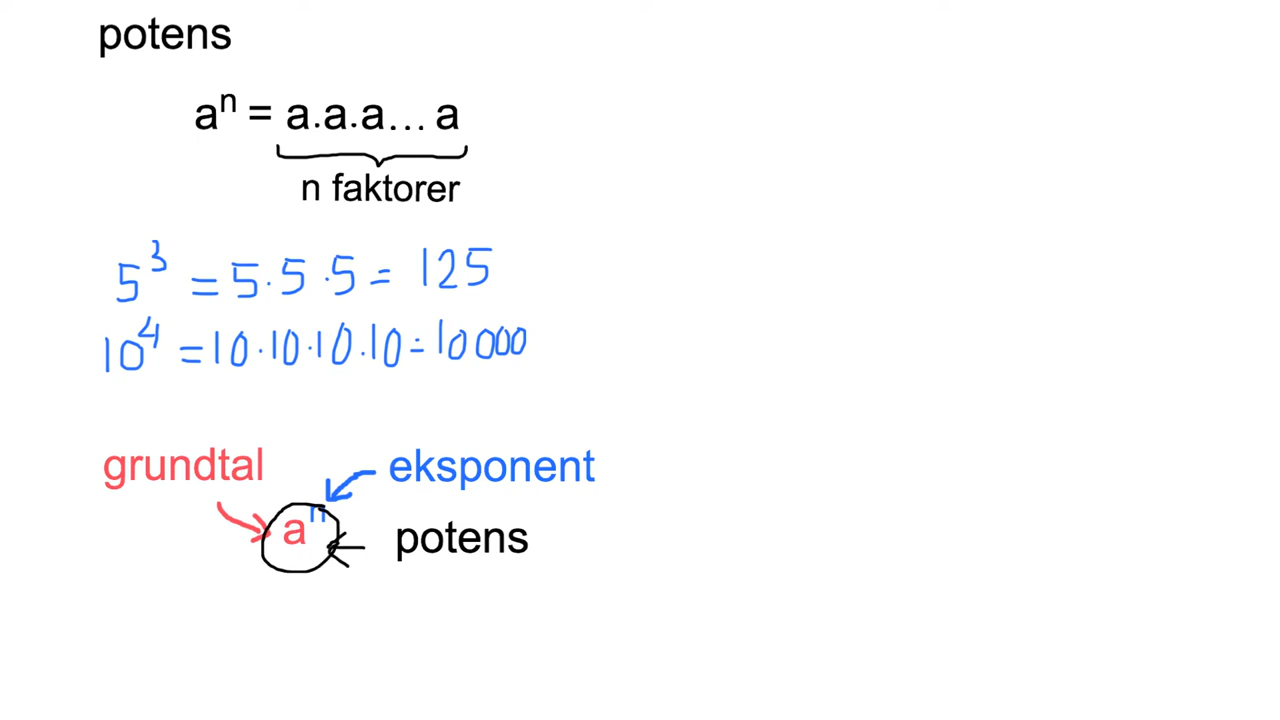 potens
aⁿ = a.a.a... a
n faktorer
5³ = 5·5·5 = 125
10⁴ = 10·10·10·10 = 10000
grundtal
eksponent
aⁿ
potens